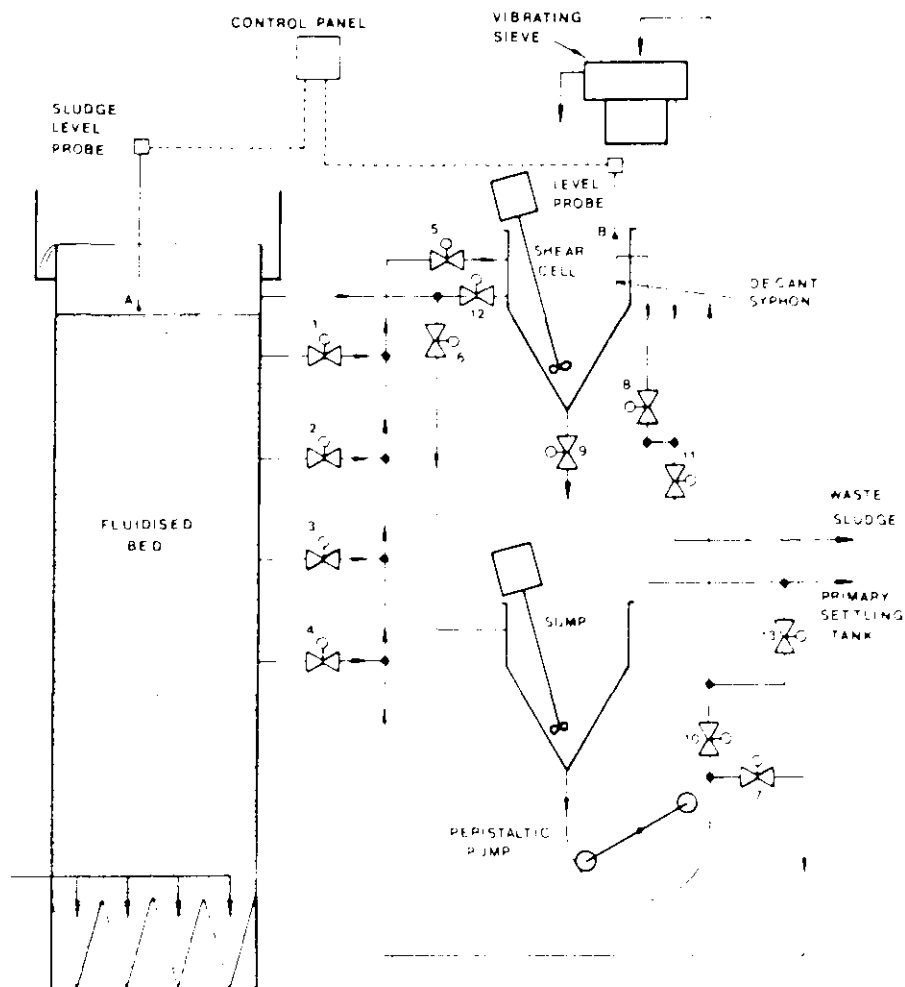 CONTROL PANEL
VIBRATING
SIEVE
SLUDGE
LEVEL
PROBE
LEVEL
PROBE
5
B
SHEAR
CELL
DECANT
SYPHON
A
12
1
6
8
2
9
11
WASTE
SLUDGE
FLUIDISED
BED
3
PRIMARY
SETTLING
TANK
SUMP
4
13
10
7
PERISTALTIC
PUMP